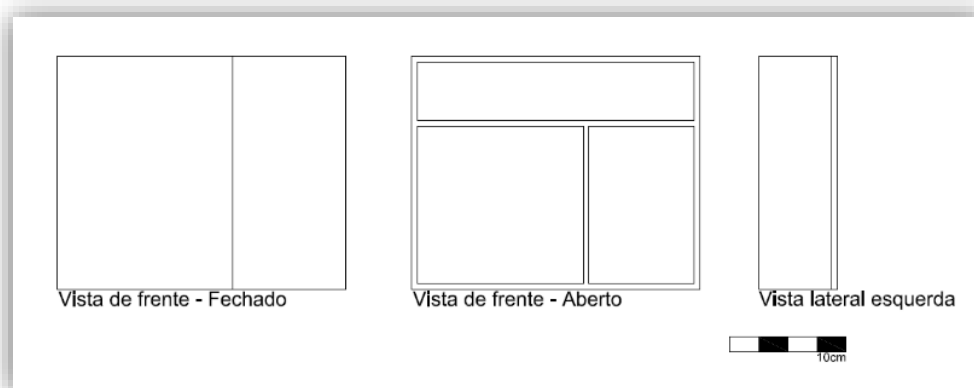 Vista de frente - Fechado
Vista de frente - Aberto
Vista lateral esquerda
10cm